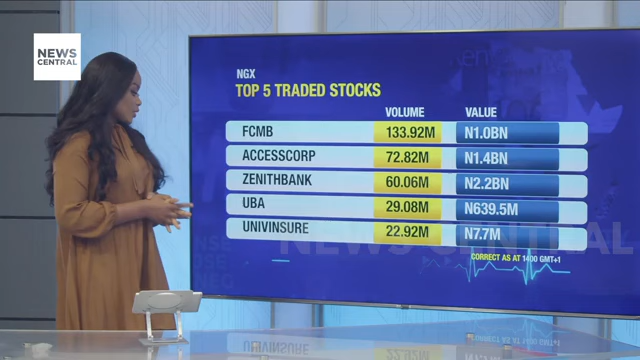 NEWS
CENTRAL
NGX
TOP 5 TRADED STOCKS
VOLUME VALUE
FCMB 133.92M N1.0BN
ACCESSCORP 72.82M N1.4BN
ZENITHBANK 60.06M N2.2BN
UBA 29.08M N639.5M
UNIVINSURE 22.92M N7.7M
NEWS CENTRAL
CORRECT AS AT 1400 GMT+1